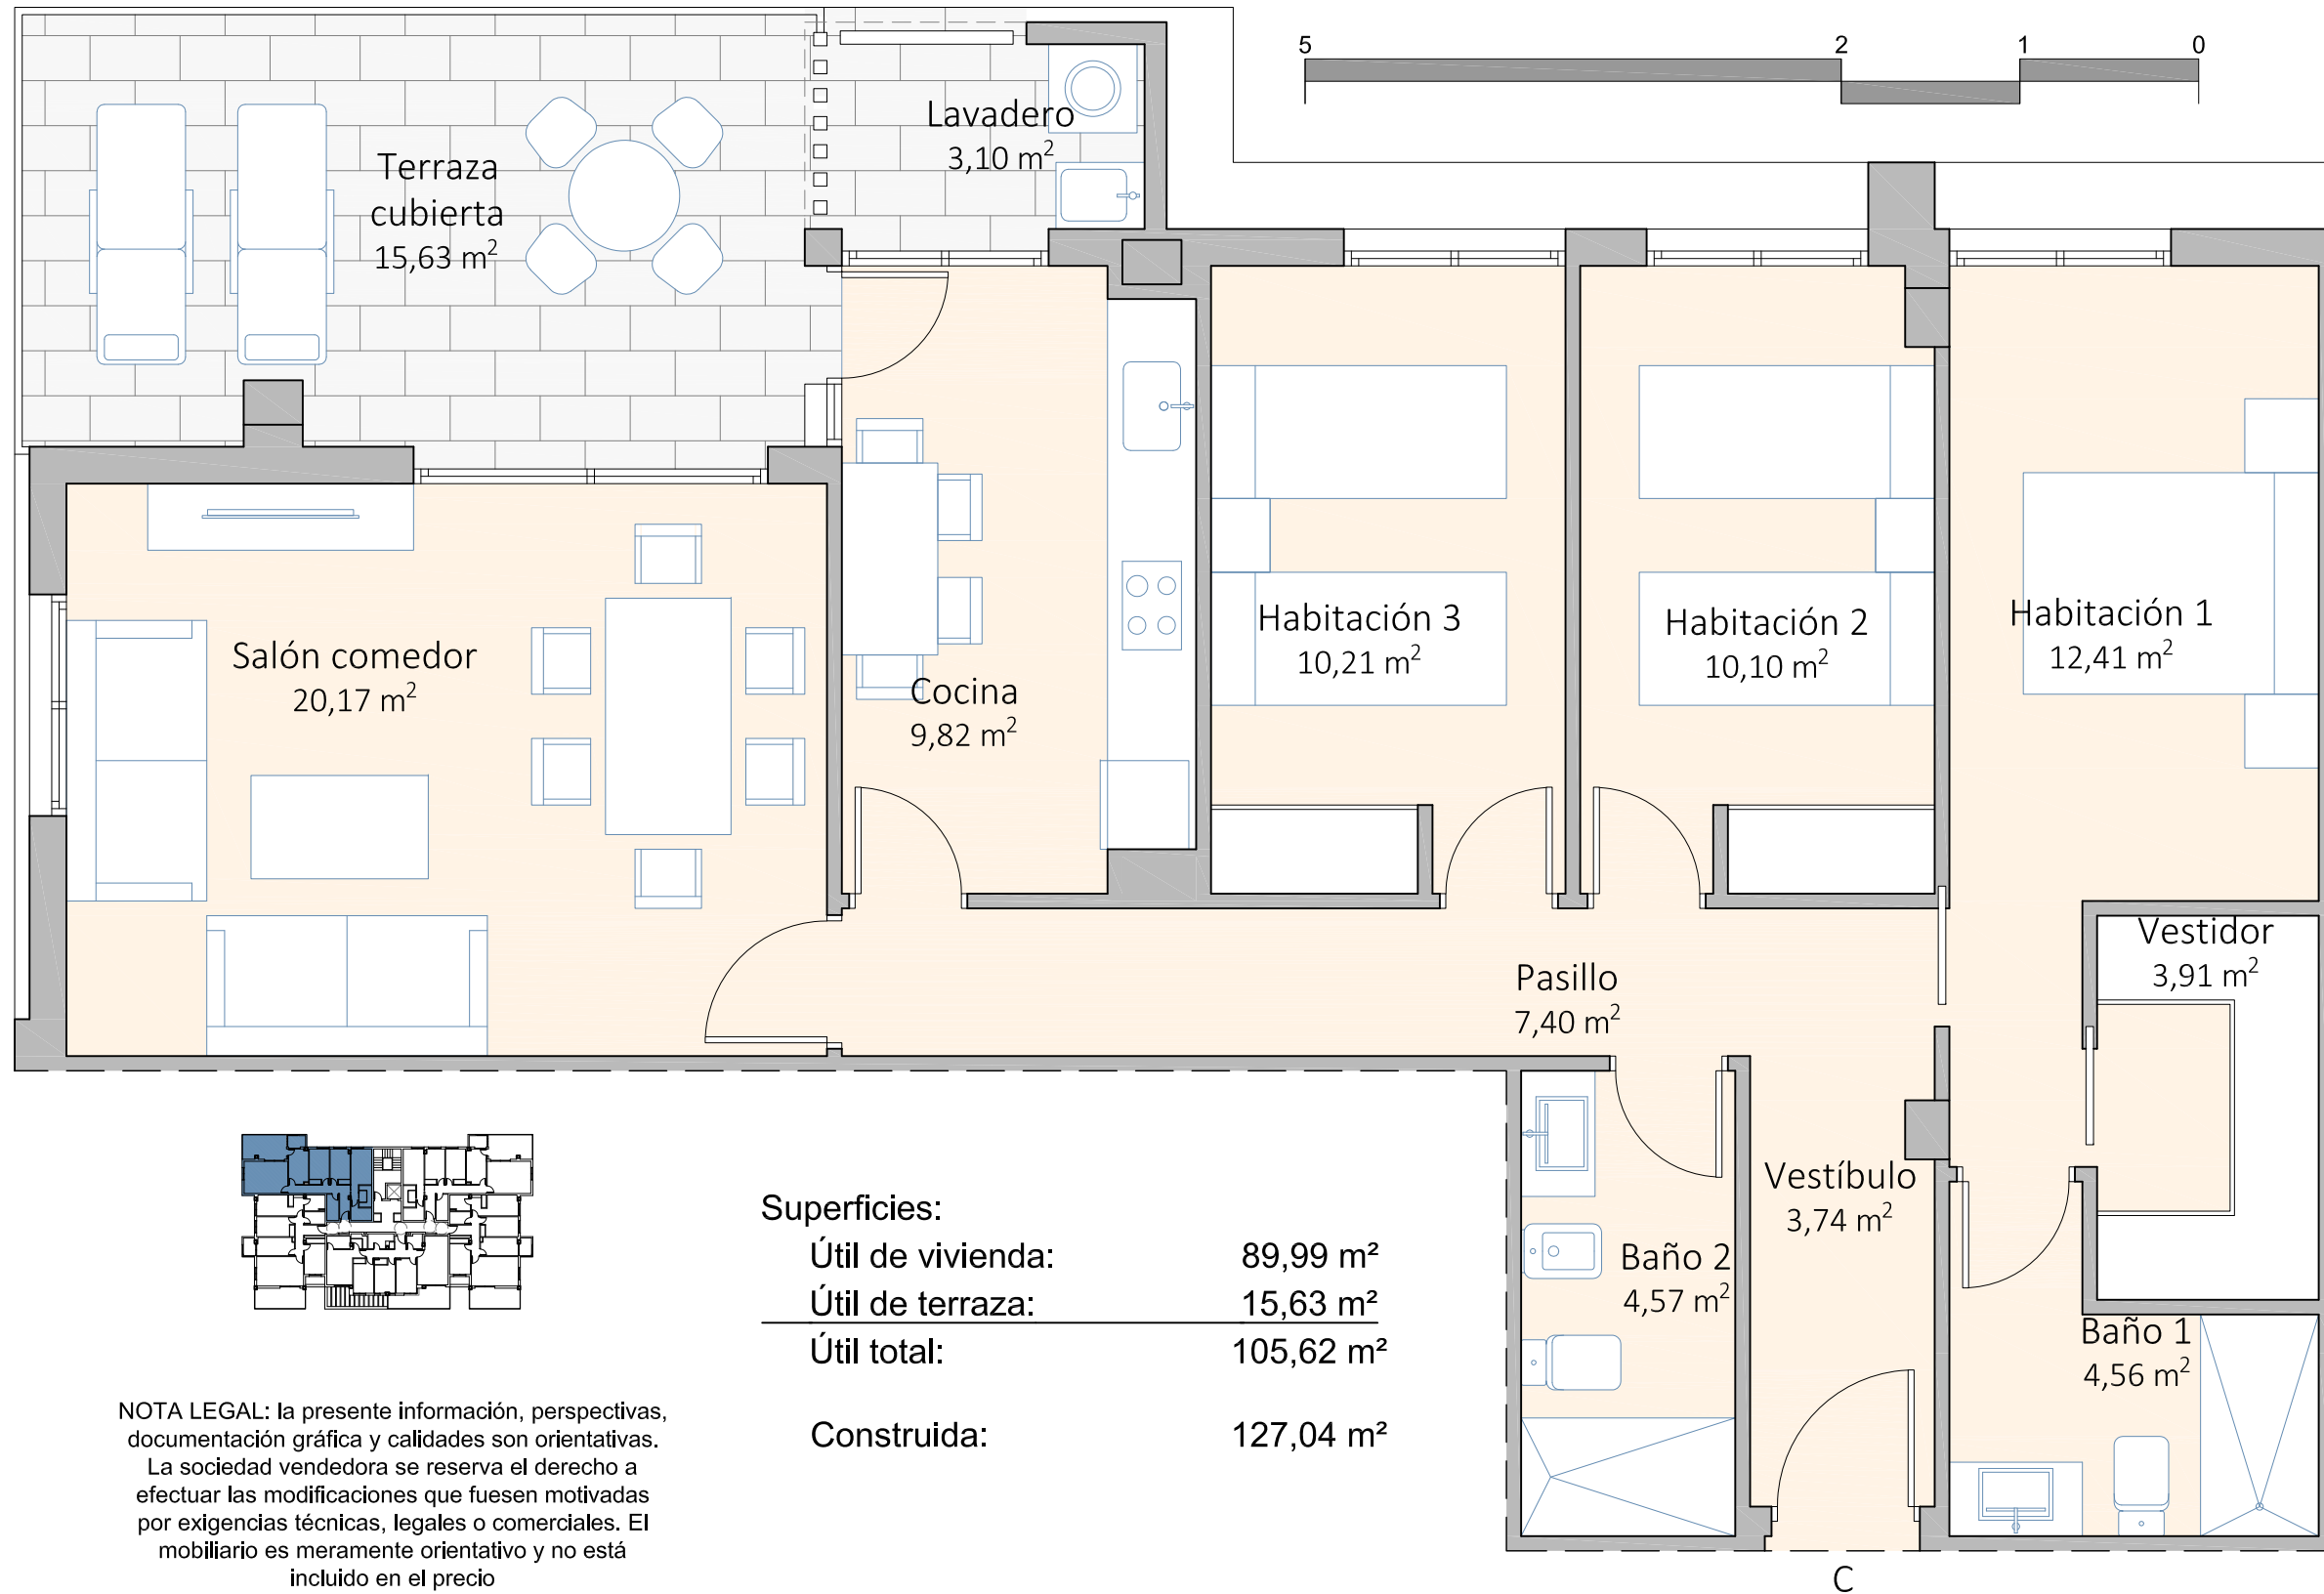 5 2 1 0
Lavadero
3,10 m²
Terraza
cubierta
15,63 m²
Habitación 3
10,21 m²
Habitación 2
10,10 m²
Habitación 1
12,41 m²
Salón comedor
20,17 m²
Cocina
9,82 m²
Vestidor
3,91 m²
Pasillo
7,40 m²
Vestíbulo
3,74 m²
Baño 2
4,57 m²
Baño 1
4,56 m²
Superficies:
Útil de vivienda: 89,99 m²
Útil de terraza: 15,63 m²
Útil total: 105,62 m²
Construida: 127,04 m²
NOTA LEGAL: la presente información, perspectivas,
documentación gráfica y calidades son orientativas.
La sociedad vendedora se reserva el derecho a
efectuar las modificaciones que fuesen motivadas
por exigencias técnicas, legales o comerciales. El
mobiliario es meramente orientativo y no está
incluido en el precio
C